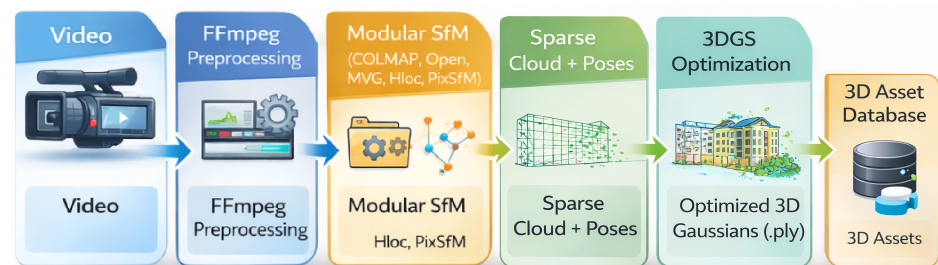 Video
Video
FFmpeg
Preprocessing
FFmpeg
Preprocessing
Modular SfM
(COLMAP, Open,
MVG, Hloc, PixSfM)
Modular SfM
Hloc, PixSfM
Sparse
Cloud + Poses
Sparse
Cloud + Poses
3DGS
Optimization
Optimized 3D
Gaussians (.ply)
3D Asset
Database
3D Assets